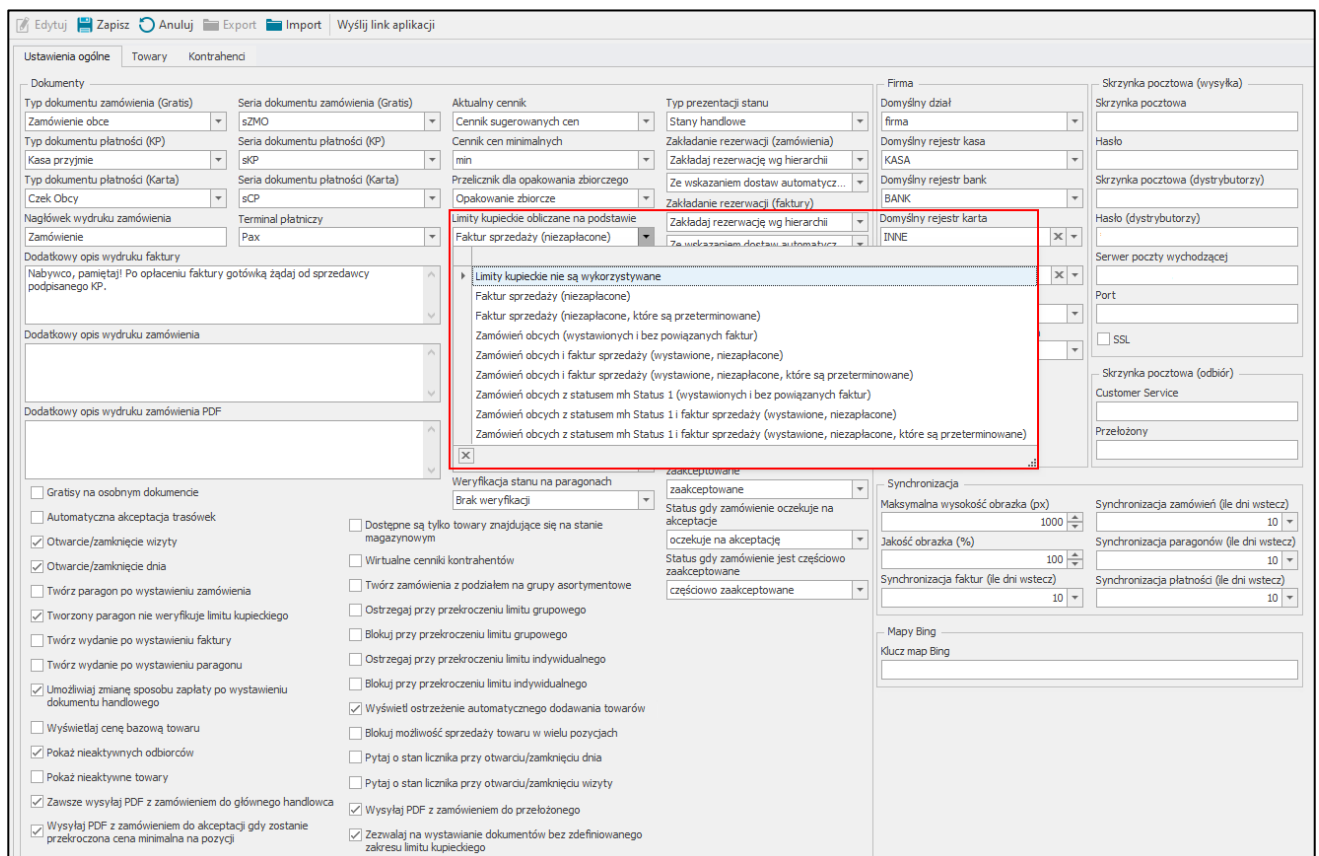 Edytuj Zapisz Anuluj Export Import Wyślij link aplikacji
Ustawienia ogólne Towary Kontrahenci
Dokumenty
Typ dokumentu zamówienia (Gratis)
Zamówienie obce
Typ dokumentu płatności (KP)
Kasa przyjmie
Typ dokumentu płatności (Karta)
Czek Obcy
Nagłówek wydruku zamówienia
Zamówienie
Seria dokumentu zamówienia (Gratis)
sZMO
Seria dokumentu płatności (KP)
sKP
Seria dokumentu płatności (Karta)
sCP
Terminal płatniczy
Pax
Dodatkowy opis wydruku faktury
Nabywco, pamiętaj! Po opłaceniu faktury gotówką żądaj od sprzedawcy
podpisanego KP.
Dodatkowy opis wydruku zamówienia
Dodatkowy opis wydruku zamówienia PDF
Aktualny cennik
Cennik sugerowanych cen
Cennik cen minimalnych
min
Przelicznik dla opakowania zbiorczego
Opakowanie zbiorcze
Limity kupieckie obliczane na podstawie
Faktur sprzedaży (niezapłacone)
Typ prezentacji stanu
Stany handlowe
Zakładanie rezerwacji (zamówienia)
Zakładaj rezerwację wg hierarchii
Ze wskazaniem dostaw automatycz...
Zakładanie rezerwacji (faktury)
Zakładaj rezerwację wg hierarchii
Ze wskazaniem dostaw automatycz...
Limity kupieckie nie są wykorzystywane
Faktur sprzedaży (niezapłacone)
Faktur sprzedaży (niezapłacone, które są przeterminowane)
Zamówień obcych (wystawionych i bez powiązanych faktur)
Zamówień obcych i faktur sprzedaży (wystawione, niezapłacone)
Zamówień obcych i faktur sprzedaży (wystawione, niezapłacone, które są przeterminowane)
Zamówień obcych z statusem mh Status 1 (wystawionych i bez powiązanych faktur)
Zamówień obcych z statusem mh Status 1 i faktur sprzedaży (wystawione, niezapłacone)
Zamówień obcych z statusem mh Status 1 i faktur sprzedaży (wystawione, niezapłacone, które są przeterminowane)
Weryfikacja stanu na paragonach
Brak weryfikacji
zaakceptowane
zaakceptowane
Status gdy zamówienie oczekuje na
akceptacje
oczekuje na akceptację
Status gdy zamówienie jest częściowo
zaakceptowane
częściowo zaakceptowane
Gratisy na osobnym dokumencie
Automatyczna akceptacja trasówek
Otwarcie/zamknięcie wizyty
Otwarcie/zamknięcie dnia
Twórz paragon po wystawieniu zamówienia
Tworzony paragon nie weryfikuje limitu kupieckiego
Twórz wydanie po wystawieniu faktury
Twórz wydanie po wystawieniu paragonu
Umożliwiaj zmianę sposobu zapłaty po wystawieniu
dokumentu handlowego
Wyświetlaj cenę bazową towaru
Pokaż nieaktywnych odbiorców
Pokaż nieaktywne towary
Zawsze wysyłaj PDF z zamówieniem do głównego handlowca
Wysyłaj PDF z zamówieniem do akceptacji gdy zostanie
przekroczona cena minimalna na pozycji
Dostępne są tylko towary znajdujące się na stanie
magazynowym
Wirtualne cenniki kontrahentów
Twórz zamówienia z podziałem na grupy asortymentowe
Ostrzegaj przy przekroczeniu limitu grupowego
Blokuj przy przekroczeniu limitu grupowego
Ostrzegaj przy przekroczeniu limitu indywidualnego
Blokuj przy przekroczeniu limitu indywidualnego
Wyświetl ostrzeżenie automatycznego dodawania towarów
Blokuj możliwość sprzedaży towaru w wielu pozycjach
Pytaj o stan licznika przy otwarciu/zamknięciu dnia
Pytaj o stan licznika przy otwarciu/zamknięciu wizyty
Wysyłaj PDF z zamówieniem do przełożonego
Zezwalaj na wystawianie dokumentów bez zdefiniowanego
zakresu limitu kupieckiego
Firma
Domyślny dział
firma
Domyślny rejestr kasa
KASA
Domyślny rejestr bank
BANK
Domyślny rejestr karta
INNE
Skrzynka pocztowa (wysyłka)
Skrzynka pocztowa
Hasło
Skrzynka pocztowa (dystrybutorzy)
Hasło (dystrybutorzy)
Serwer poczty wychodzącej
Port
SSL
Skrzynka pocztowa (odbiór)
Customer Service
Przełożony
Synchronizacja
Maksymalna wysokość obrazka (px)
1000
Jakość obrazka (%)
100
Synchronizacja faktur (ile dni wstecz)
10
Synchronizacja zamówień (ile dni wstecz)
10
Synchronizacja paragonów (ile dni wstecz)
10
Synchronizacja płatności (ile dni wstecz)
10
Mapy Bing
Klucz map Bing